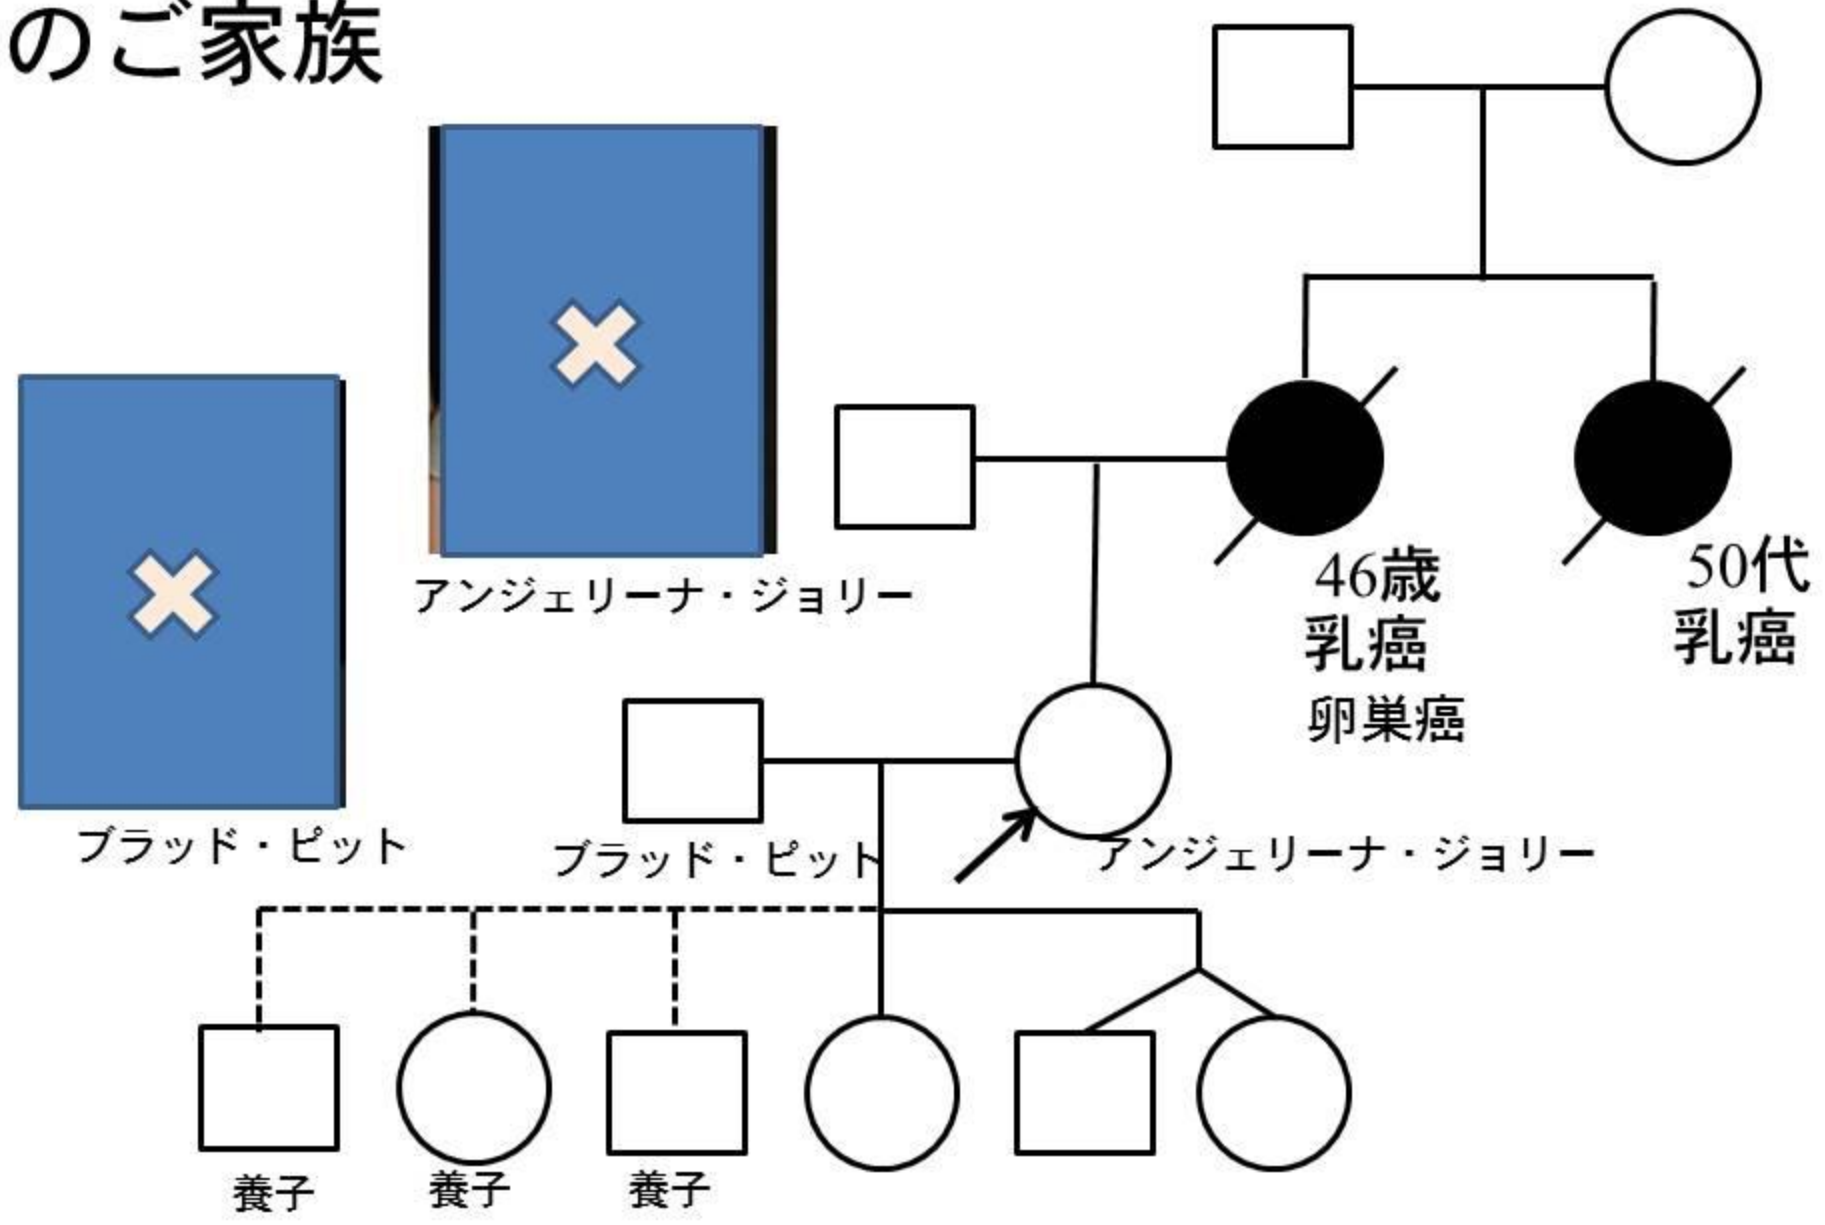 のご家族
アンジェリーナ・ジョリー
46歳
乳癌
卵巣癌
50代
乳癌
ブラッド・ピット
ブラッド・ピット
アンジェリーナ・ジョリー
養子
養子
養子